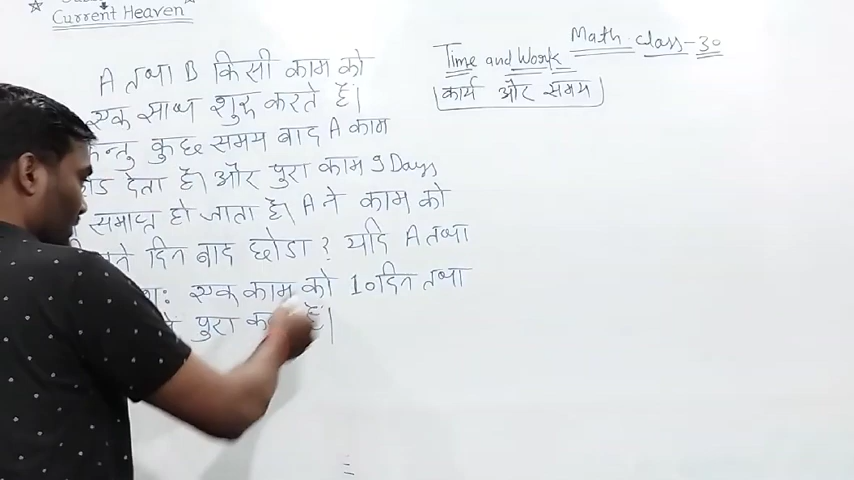 Current Heaven
Math class-30
Time and Work
कार्य और समय
A तथा B किसी काम को
एक साथ शुरू करते हैं।
कुछ समय बाद A काम
देता है। और पुरा काम 9 Days
समाप्त हो जाता है। A ने काम को
दिन बाद छोडा ? यदि A तथा
एक काम को 10 दिन तथा
पुरा
हैं।
=